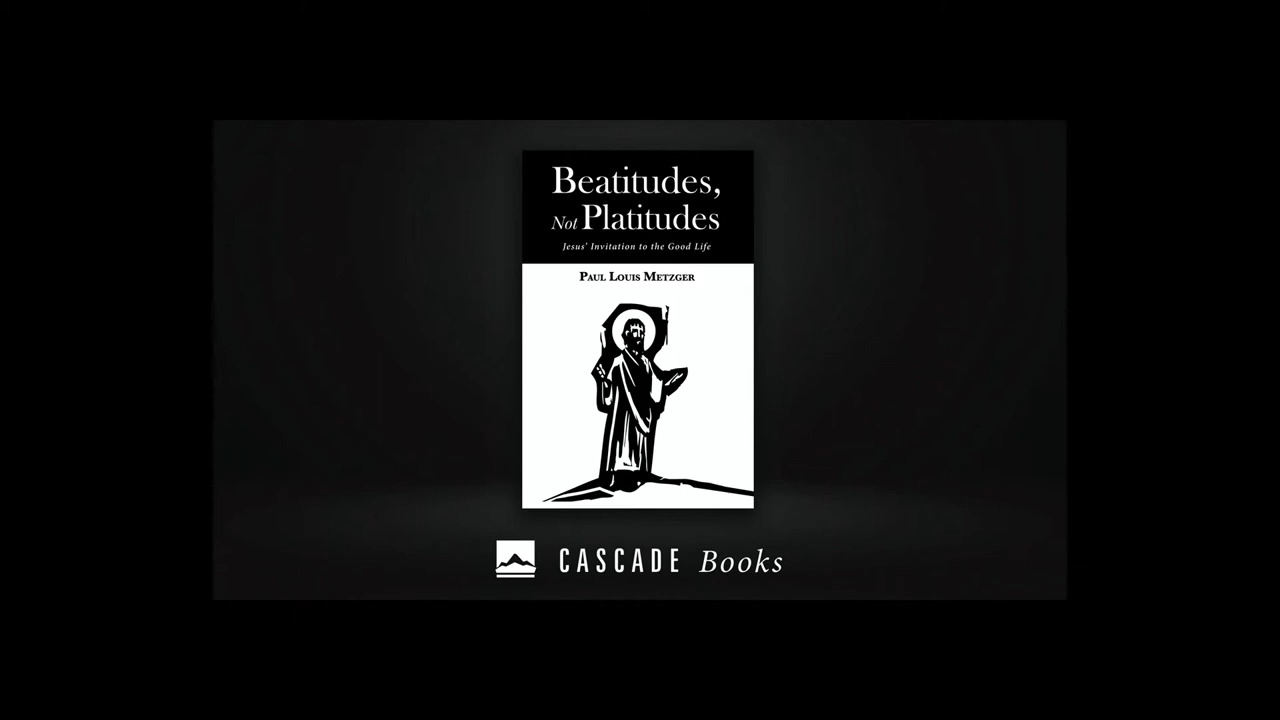 Beatitudes,
Not Platitudes
Jesus' Invitation to the Good Life
Paul Louis Metzger
CASCADE Books